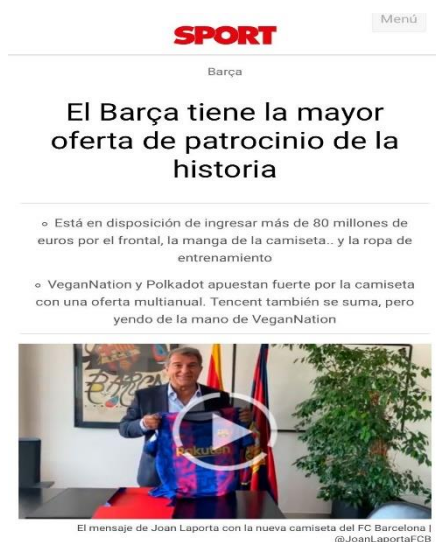 SPORT
Menú
Barça
El Barça tiene la mayor
oferta de patrocinio de la
historia
Está en disposición de ingresar más de 80 millones de
euros por el frontal, la manga de la camiseta.. y la ropa de
entrenamiento
VeganNation y Polkadot apuestan fuerte por la camiseta
con una oferta multianual. Tencent también se suma, pero
yendo de la mano de VeganNation
Rakuten
El mensaje de Joan Laporta con la nueva camiseta del FC Barcelona |
@JoanLaportaFCB